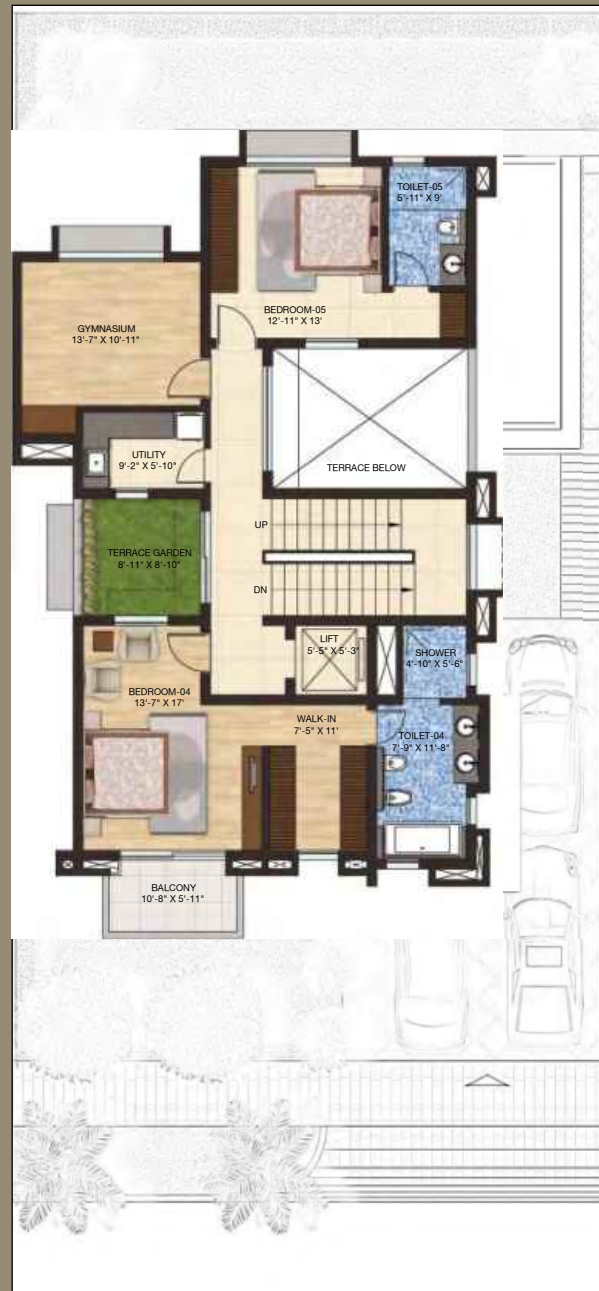 TOILET-05
5'-11" X 9'
BEDROOM-05
12'-11" X 13'
GYMNASIUM
13'-7" X 10'-11"
UTILITY
9'-2" X 5'-10"
TERRACE BELOW
UP
TERRACE GARDEN
8'-11" X 8'-10"
DN
LIFT
5'-5" X 5'-3"
SHOWER
4'-10" X 5'-6"
BEDROOM-04
13'-7" X 17'
WALK-IN
7'-5" X 11'
TOILET-04
7'-9" X 11'-8"
BALCONY
10'-8" X 5'-11"